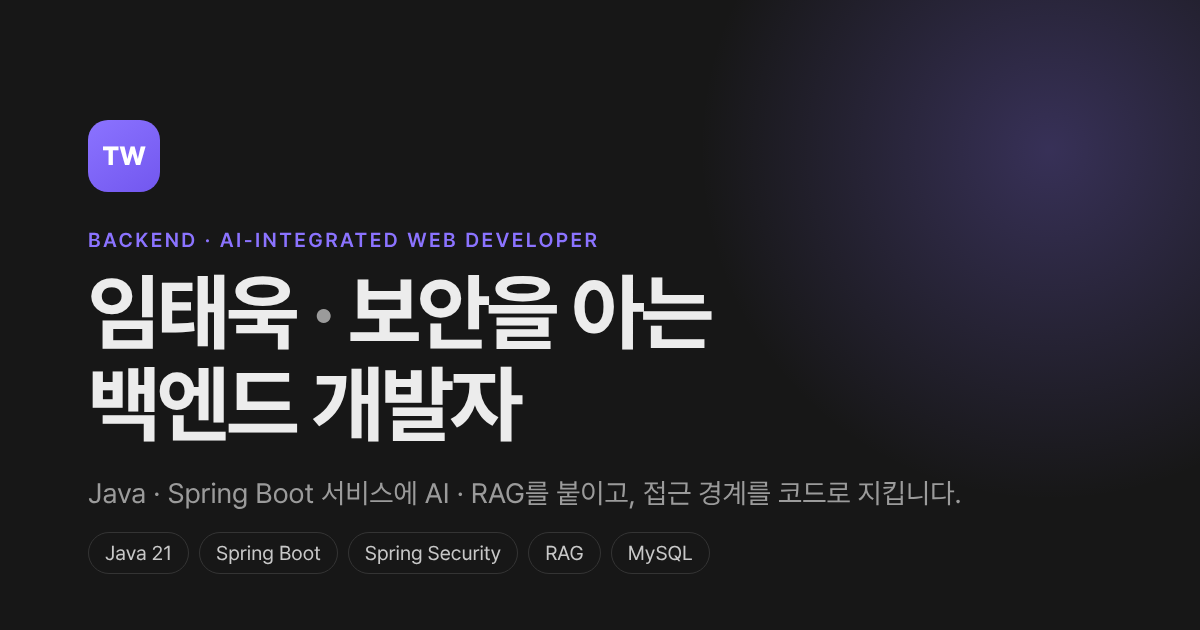 TW
BACKEND · AI-INTEGRATED WEB DEVELOPER
임태욱 · 보안을 아는
백엔드 개발자
Java · Spring Boot 서비스에 AI · RAG를 붙이고, 접근 경계를 코드로 지킵니다.
Java 21 Spring Boot Spring Security RAG MySQL